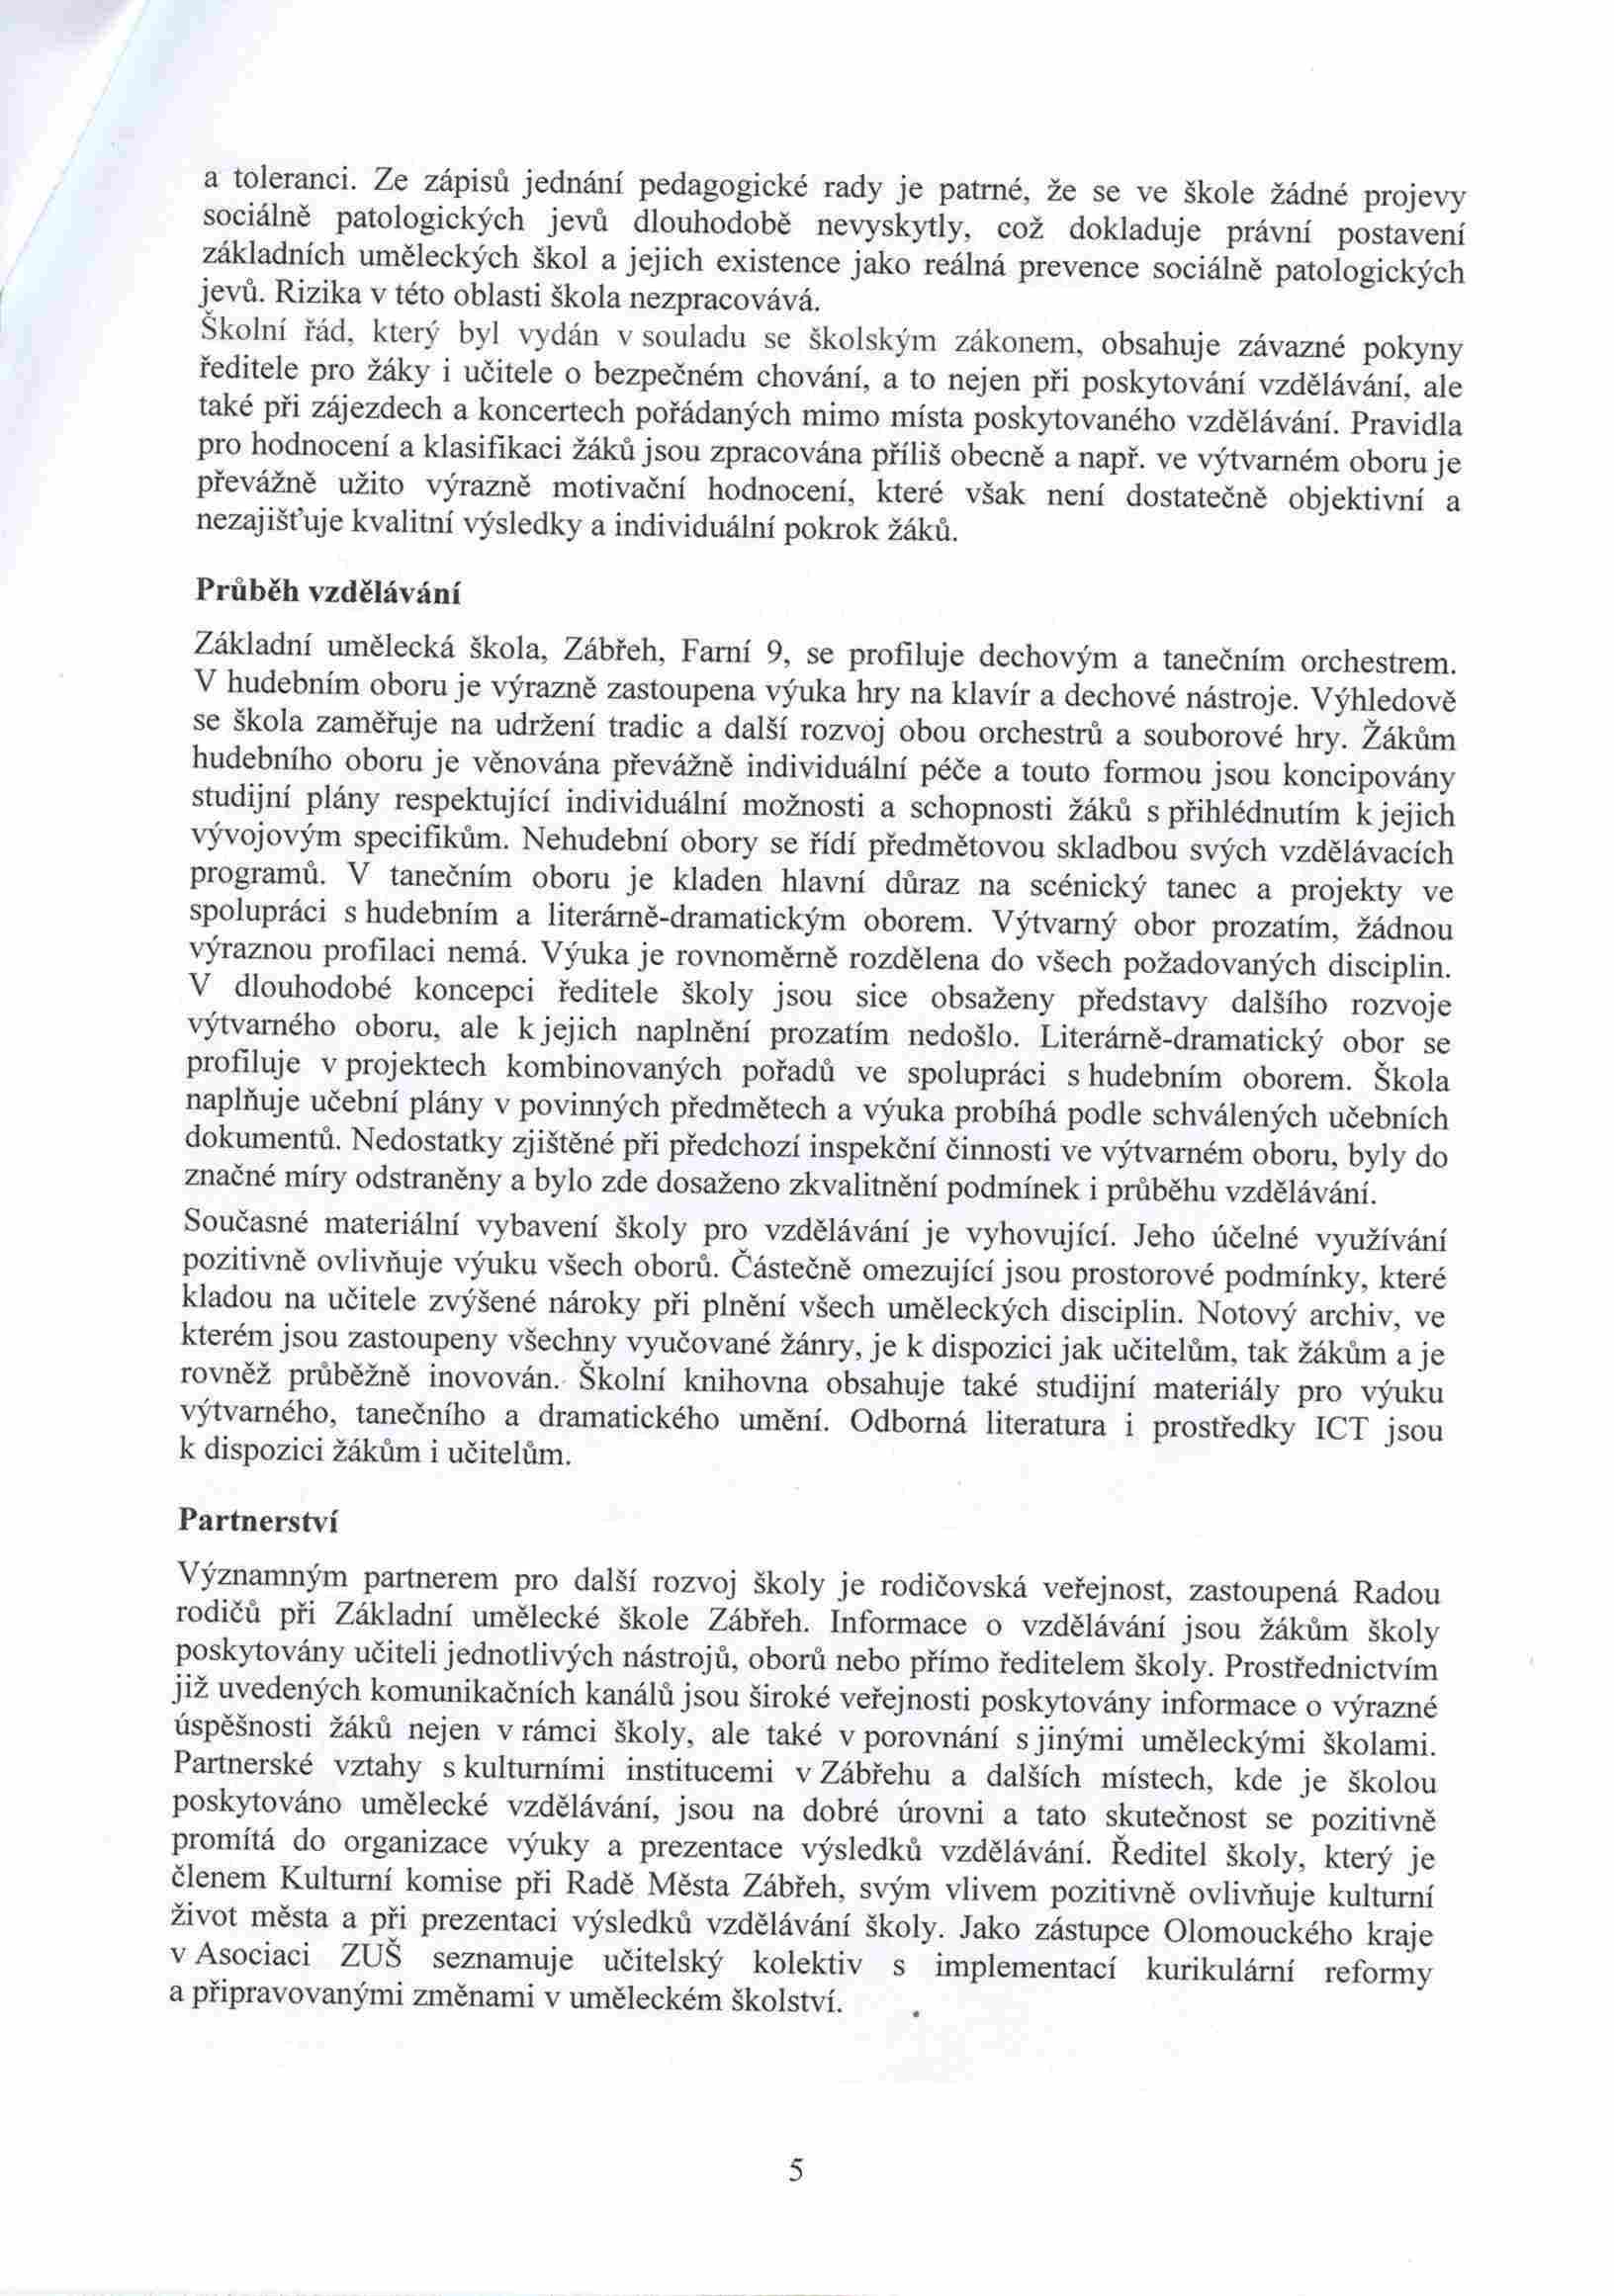 a toleranci. Ze zápisů jednání pedagogické rady je patrné, že se ve škole žádné projevy
sociálně patologických jevů dlouhodobě nevyskytly, což dokladuje právní postavení
základních uměleckých škol a jejich existence jako reálná prevence sociálně patologických
jevů. Rizika v této oblasti škola nezpracovává.
Školní řád, který byl vydán v souladu se školským zákonem, obsahuje závazné pokyny
ředitele pro žáky i učitele o bezpečném chování, a to nejen při poskytování vzdělávání, ale
také při zájezdech a koncertech pořádaných mimo místa poskytovaného vzdělávání. Pravidla
pro hodnocení a klasifikaci žáků jsou zpracována příliš obecně a např. ve výtvarném oboru je
převážně užito výrazně motivační hodnocení, které však není dostatečně objektivní a
nezajišťuje kvalitní výsledky a individuální pokrok žáků.
Průběh vzdělávání
Základní umělecká škola, Zábřeh, Farní 9, se profiluje dechovým a tanečním orchestrem.
V hudebním oboru je výrazně zastoupena výuka hry na klavír a dechové nástroje. Výhledově
se škola zaměřuje na udržení tradic a další rozvoj obou orchestrů a souborové hry. Žákům
hudebního oboru je věnována převážně individuální péče a touto formou jsou koncipovány
studijní plány respektující individuální možnosti a schopnosti žáků s přihlédnutím k jejich
vývojovým specifikům. Nehudební obory se řídí předmětovou skladbou svých vzdělávacích
programů. V tanečním oboru je kladen hlavní důraz na scénický tanec a projekty ve
spolupráci s hudebním a literárně-dramatickým oborem. Výtvarný obor prozatím, žádnou
výraznou profilaci nemá. Výuka je rovnoměrně rozdělena do všech požadovaných disciplin.
V dlouhodobé koncepci ředitele školy jsou sice obsaženy představy dalšího rozvoje
výtvarného oboru, ale k jejich naplnění prozatím nedošlo. Literárně-dramatický obor se
profiluje v projektech kombinovaných pořadů ve spolupráci s hudebním oborem. Škola
naplňuje učební plány v povinných předmětech a výuka probíhá podle schválených učebních
dokumentů. Nedostatky zjištěné při předchozí inspekční činnosti ve výtvarném oboru, byly do
značné míry odstraněny a bylo zde dosaženo zkvalitnění podmínek i průběhu vzdělávání.
Současné materiální vybavení školy pro vzdělávání je vyhovující. Jeho účelné využívání
pozitivně ovlivňuje výuku všech oborů. Částečně omezující jsou prostorové podmínky, které
kladou na učitele zvýšené nároky při plnění všech uměleckých disciplin. Notový archiv, ve
kterém jsou zastoupeny všechny vyučované žánry, je k dispozici jak učitelům, tak žákům a je
rovněž průběžně inovován. Školní knihovna obsahuje také studijní materiály pro výuku
výtvarného, tanečního a dramatického umění. Odborná literatura i prostředky ICT jsou
k dispozici žákům i učitelům.
Partnerství
Významným partnerem pro další rozvoj školy je rodičovská veřejnost, zastoupená Radou
rodičů při Základní umělecké škole Zábřeh. Informace o vzdělávání jsou žákům školy
poskytovány učiteli jednotlivých nástrojů, oborů nebo přímo ředitelem školy. Prostřednictvím
již uvedených komunikačních kanálů jsou široké veřejnosti poskytovány informace o výrazné
úspěšnosti žáků nejen v rámci školy, ale také v porovnání s jinými uměleckými školami.
Partnerské vztahy s kulturními institucemi v Zábřehu a dalších místech, kde je školou
poskytováno umělecké vzdělávání, jsou na dobré úrovni a tato skutečnost se pozitivně
promítá do organizace výuky a prezentace výsledků vzdělávání. Ředitel školy, který je
členem Kulturní komise při Radě Města Zábřeh, svým vlivem pozitivně ovlivňuje kulturní
život města a při prezentaci výsledků vzdělávání školy. Jako zástupce Olomouckého kraje
v Asociaci ZUŠ seznamuje učitelský kolektiv s implementací kurikulární reformy
a připravovanými změnami v uměleckém školství.
5